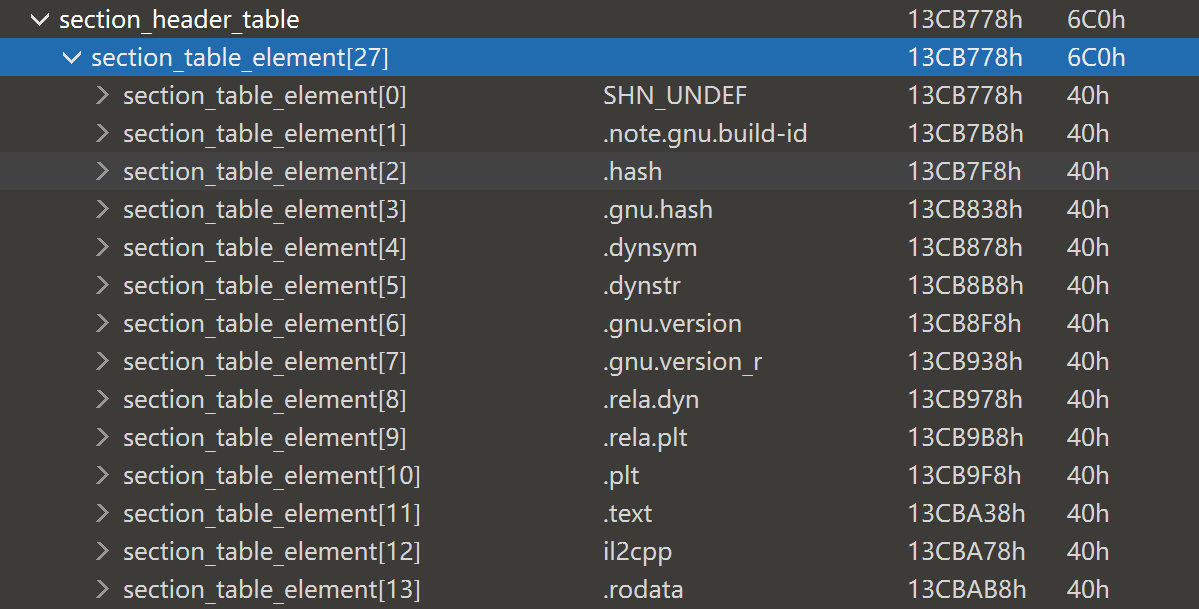 section_header_table 13CB778h 6C0h
section_table_element[27] 13CB778h 6C0h
section_table_element[0] SHN_UNDEF 13CB778h 40h
section_table_element[1] .note.gnu.build-id 13CB7B8h 40h
section_table_element[2] .hash 13CB7F8h 40h
section_table_element[3] .gnu.hash 13CB838h 40h
section_table_element[4] .dynsym 13CB878h 40h
section_table_element[5] .dynstr 13CB8B8h 40h
section_table_element[6] .gnu.version 13CB8F8h 40h
section_table_element[7] .gnu.version_r 13CB938h 40h
section_table_element[8] .rela.dyn 13CB978h 40h
section_table_element[9] .rela.plt 13CB9B8h 40h
section_table_element[10] .plt 13CB9F8h 40h
section_table_element[11] .text 13CBA38h 40h
section_table_element[12] il2cpp 13CBA78h 40h
section_table_element[13] .rodata 13CBAB8h 40h